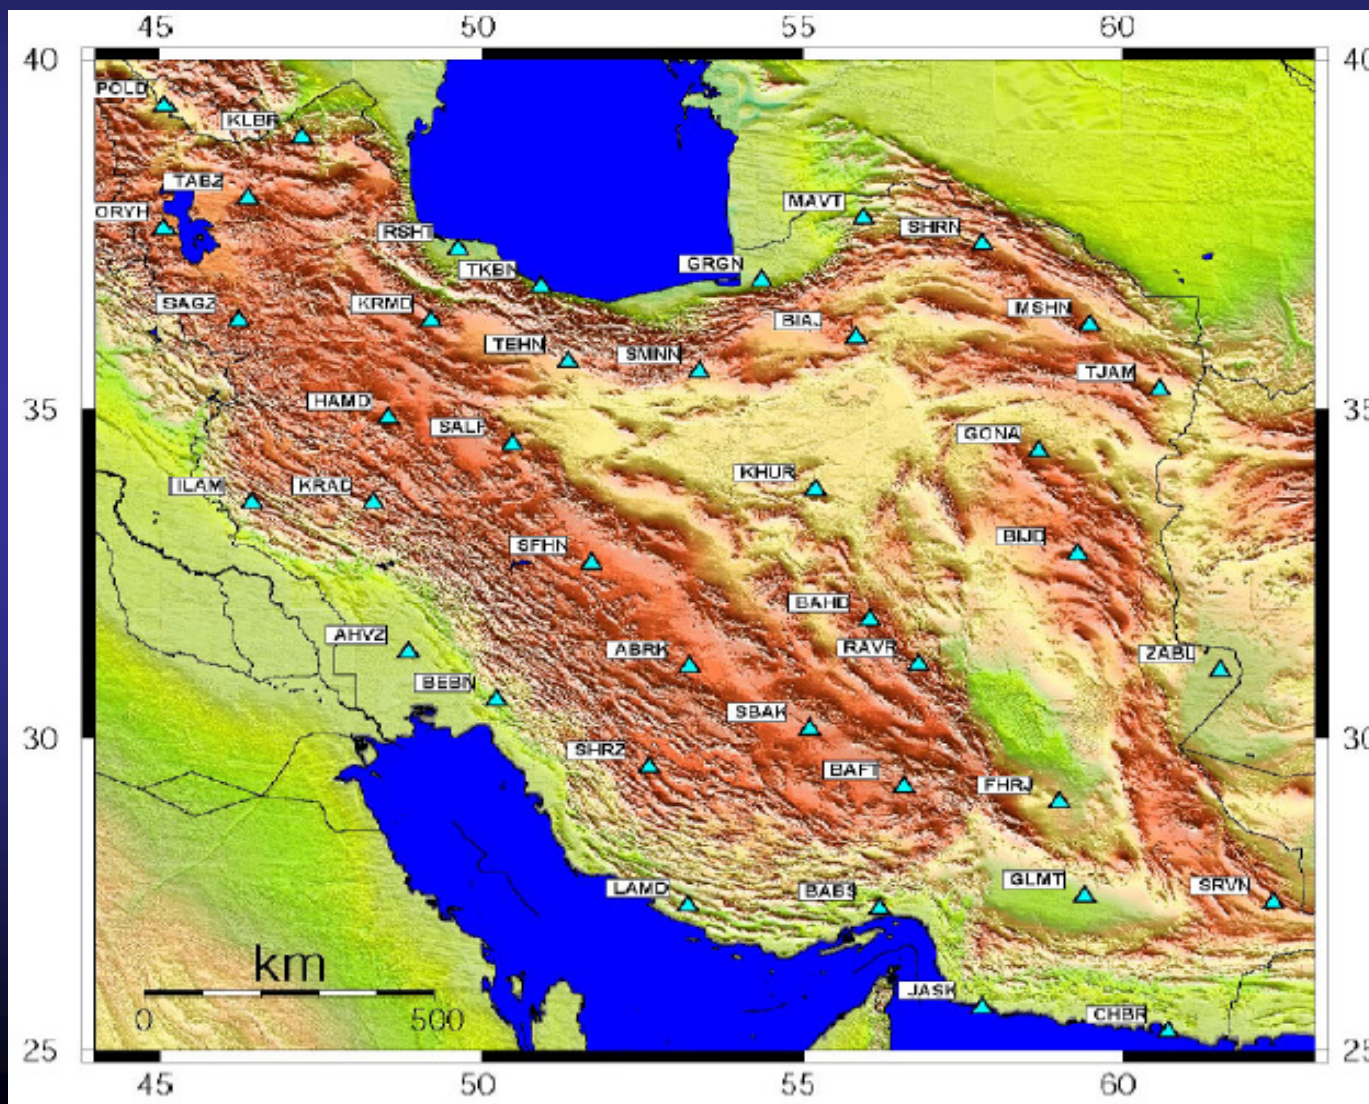 45 50 55 60
40 40
POLD
KLBR
TABZ
MAVT
ORYH
SHRN
RSHT
GRGN
TKBN
SAGZ
KRMD
MSHN
BIAJ
TEHN
SMNN
TJAM
HAMD
35 35
SALF
GONA
KHUR
ILAM
KRAD
SFHN
BIJD
BAHD
AHVZ
ABRK
RAVR
ZABL
BEBN
SBAK
30 30
SHRZ
BAFT
FHRJ
GLMT
LAMD
BABS
SRVN
km
JASK
0 500
CHBR
25 25
45 50 55 60